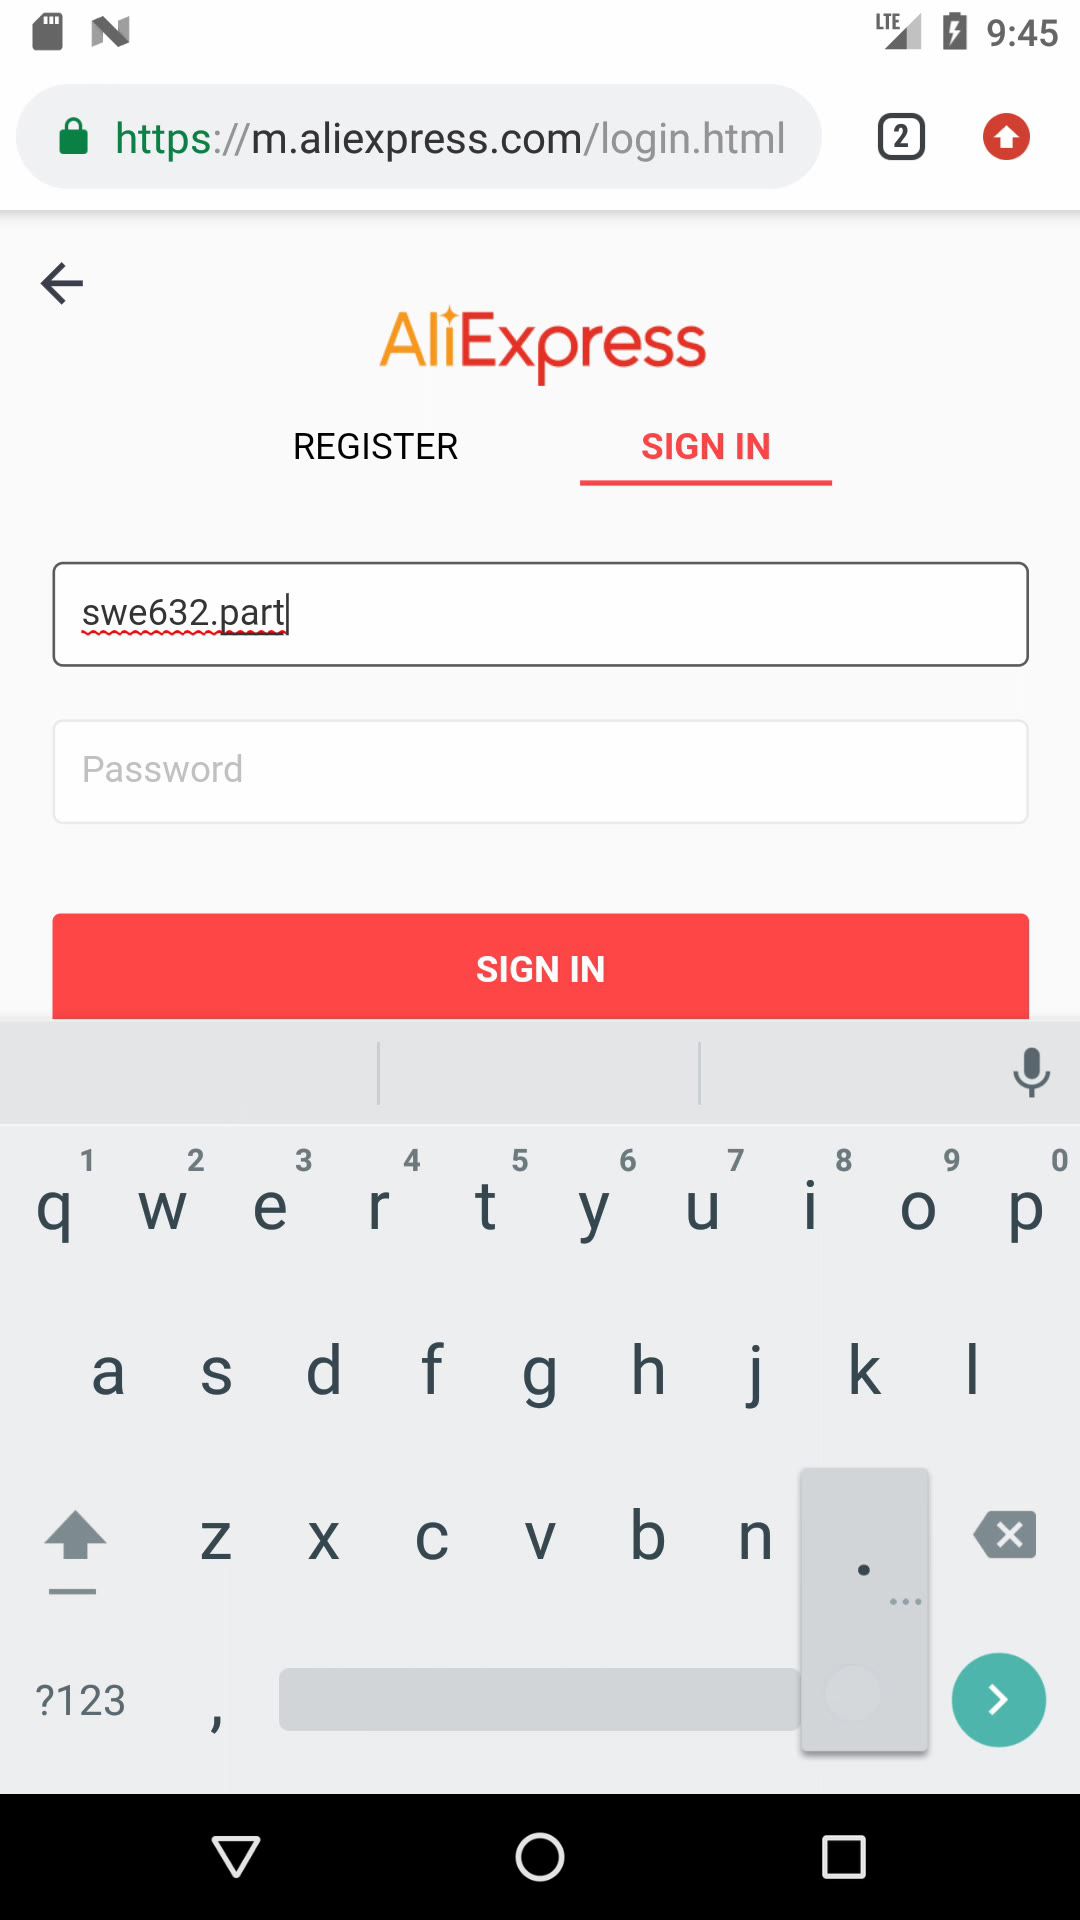 LTE 9:45
https://m.aliexpress.com/login.html 2
AliExpress
REGISTER SIGN IN
swe632.part
Password
SIGN IN
1 2 3 4 5 6 7 8 9 0
q w e r t y u i o p
a s d f g h j k l
z x c v b n .
...
?123 ,